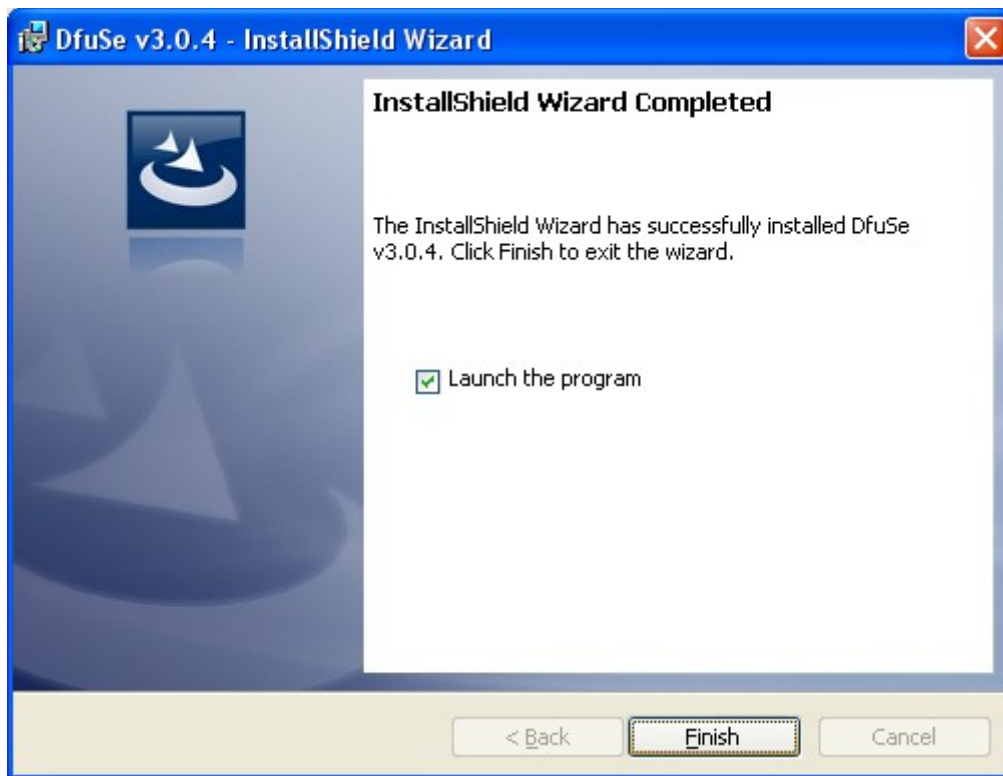 DfuSe v3.0.4 - InstallShield Wizard
InstallShield Wizard Completed
The InstallShield Wizard has successfully installed DfuSe
v3.0.4. Click Finish to exit the wizard.
Launch the program
< Back
Finish
Cancel